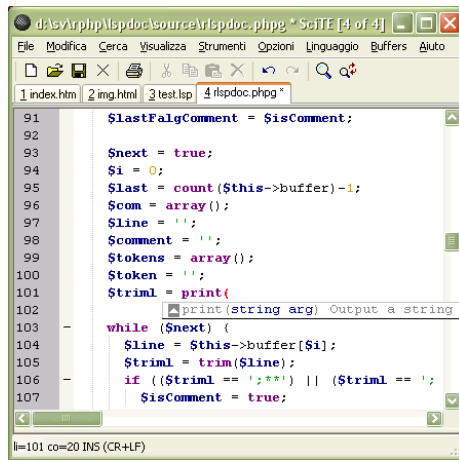 d:\sv\rphp\lspdoc\source\rlspdoc.phpg * SciTE [4 of 4]
File Modifica Cerca Visualizza Strumenti Opzioni Linguaggio Buffers Aiuto
1 index.htm 2 img.html 3 test.lsp 4 rlspdoc.phpg *
91 $lastFalgComment = $isComment;
92
93 $next = true;
94 $i = 0;
95 $last = count($this->buffer)-1;
96 $com = array();
97 $line = '';
98 $comment = '';
99 $tokens = array();
100 $token = '';
101 $triml = print(
102 print(string arg) Output a string
103 - while ($next) {
104 $line = $this->buffer[$i];
105 $triml = trim($line);
106 - if (($triml == ';**') || ($triml == ';
107 $isComment = true;
li=101 co=20 INS (CR+LF)